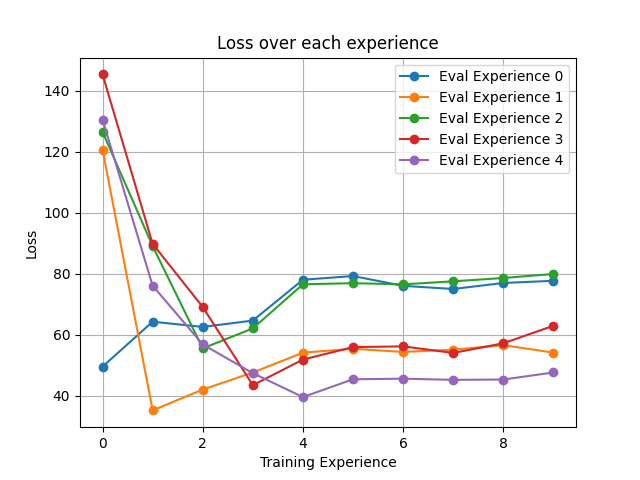 Loss over each experience
Eval Experience 0
Eval Experience 1
Eval Experience 2
Eval Experience 3
Eval Experience 4
140
120
100
80
60
40
Loss
0 2 4 6 8
Training Experience